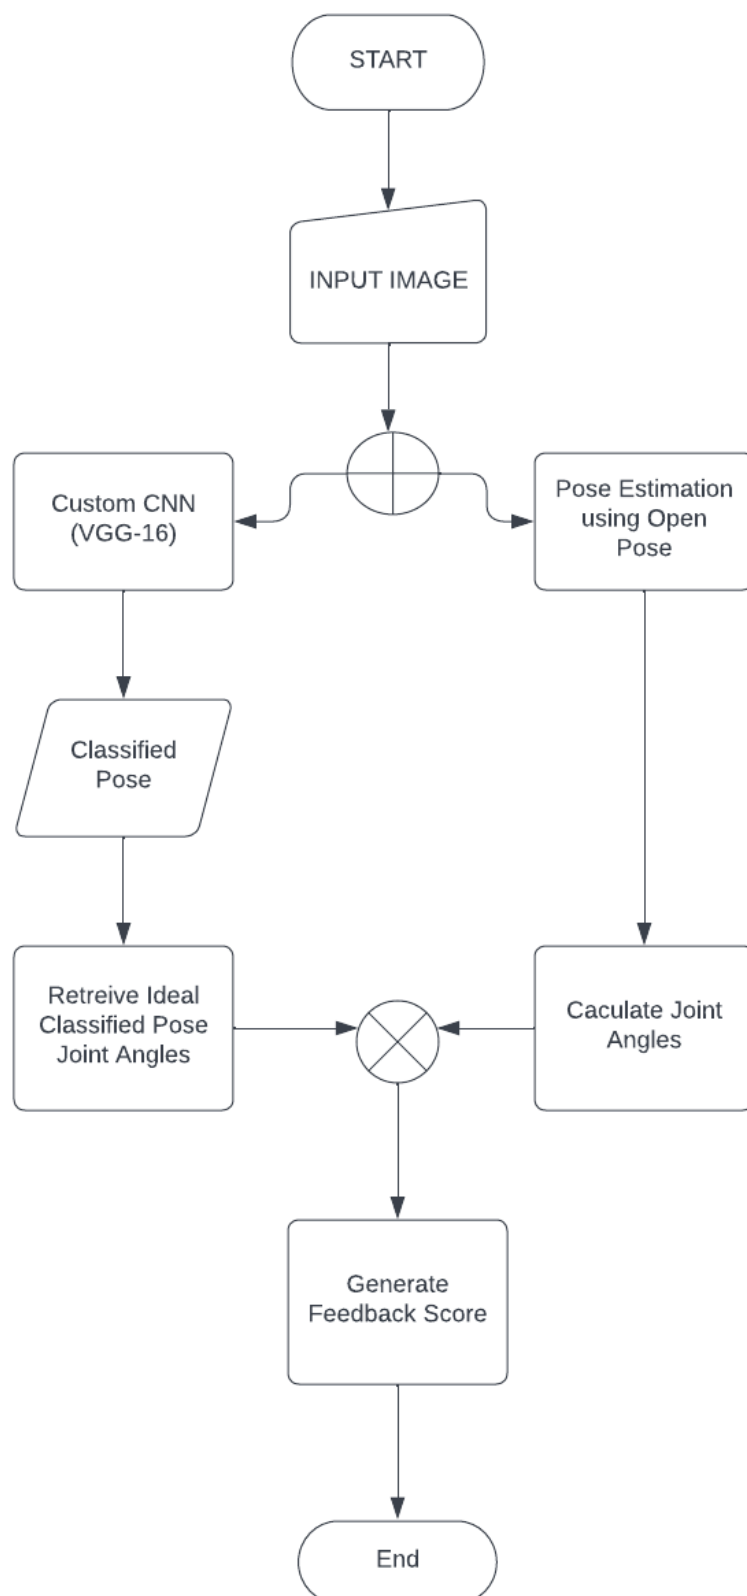 START
INPUT IMAGE
Custom CNN
(VGG-16)
Pose Estimation
using Open
Pose
Classified
Pose
Retreive Ideal
Classified Pose
Joint Angles
Caculate Joint
Angles
Generate
Feedback Score
End